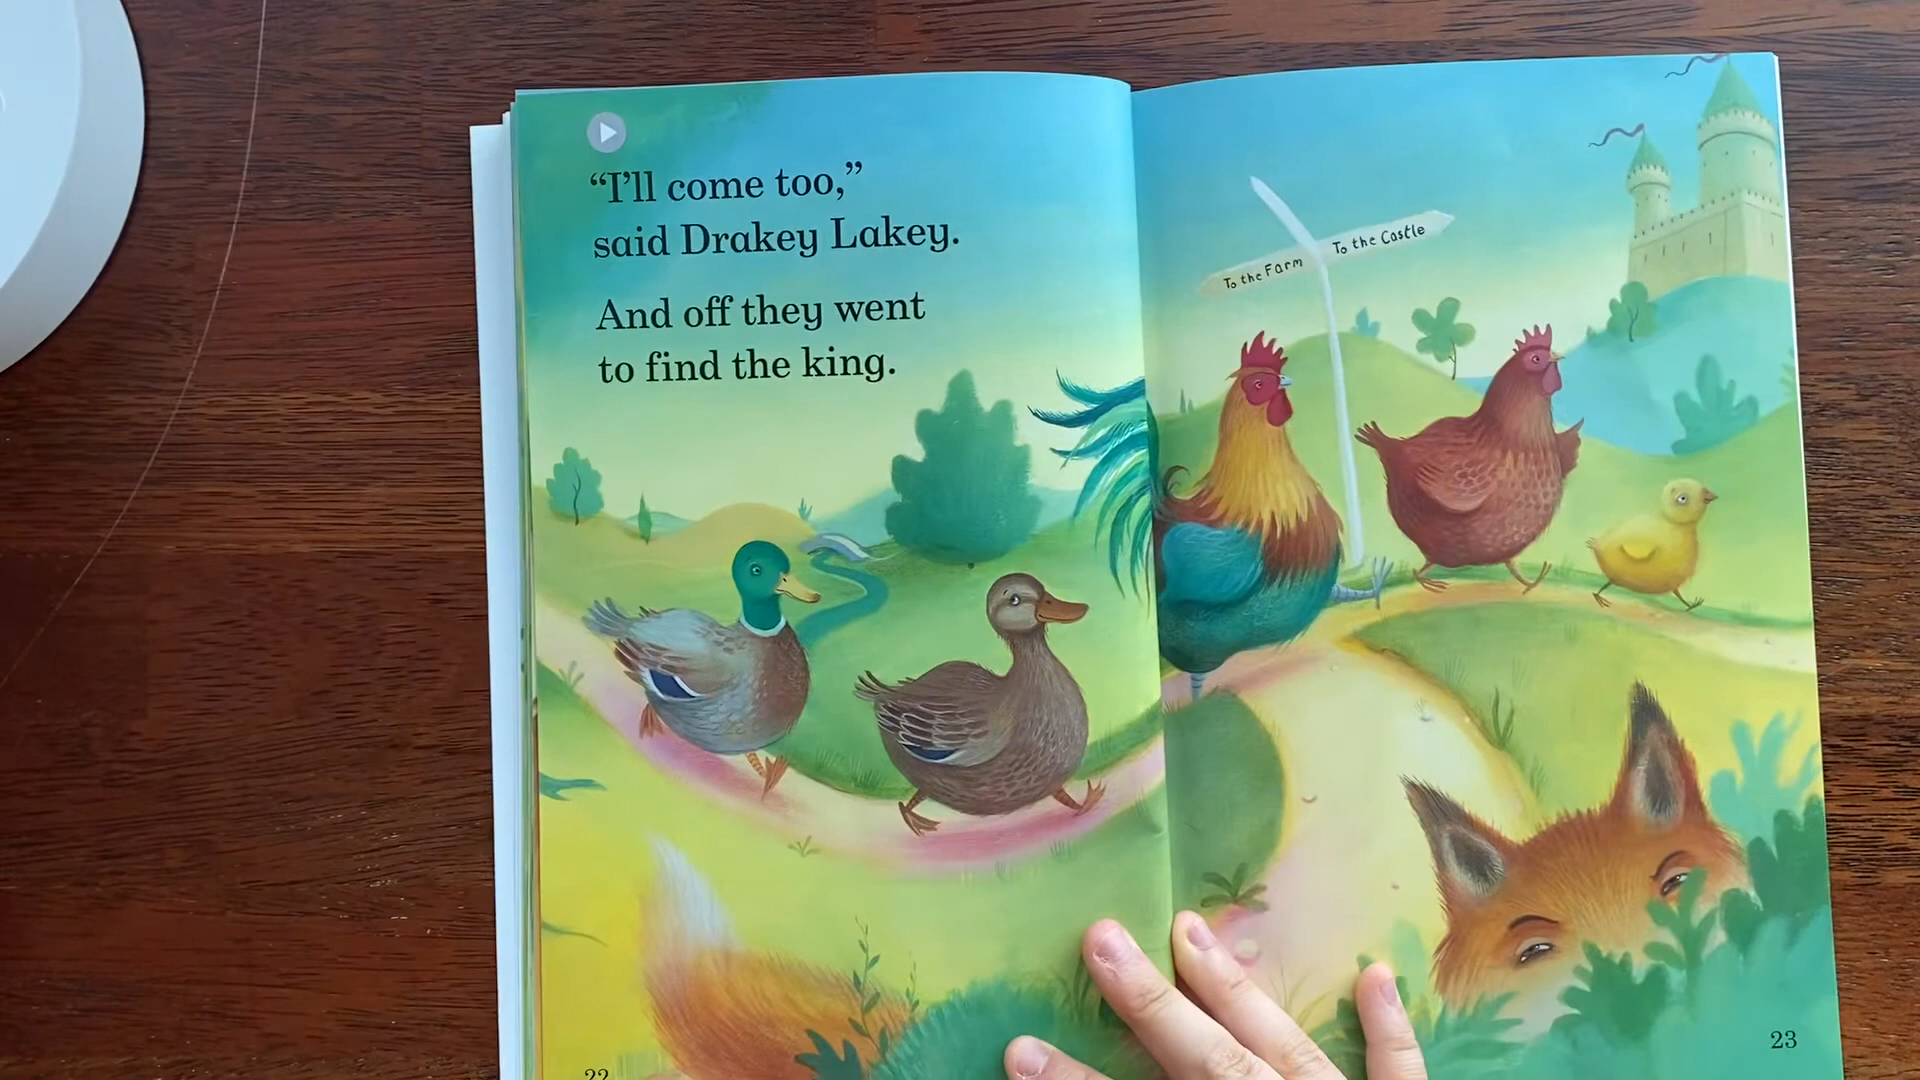 “I’ll come too,”
said Drakey Lakey.
And off they went
to find the king.
To the Farm
To the Castle
22
23